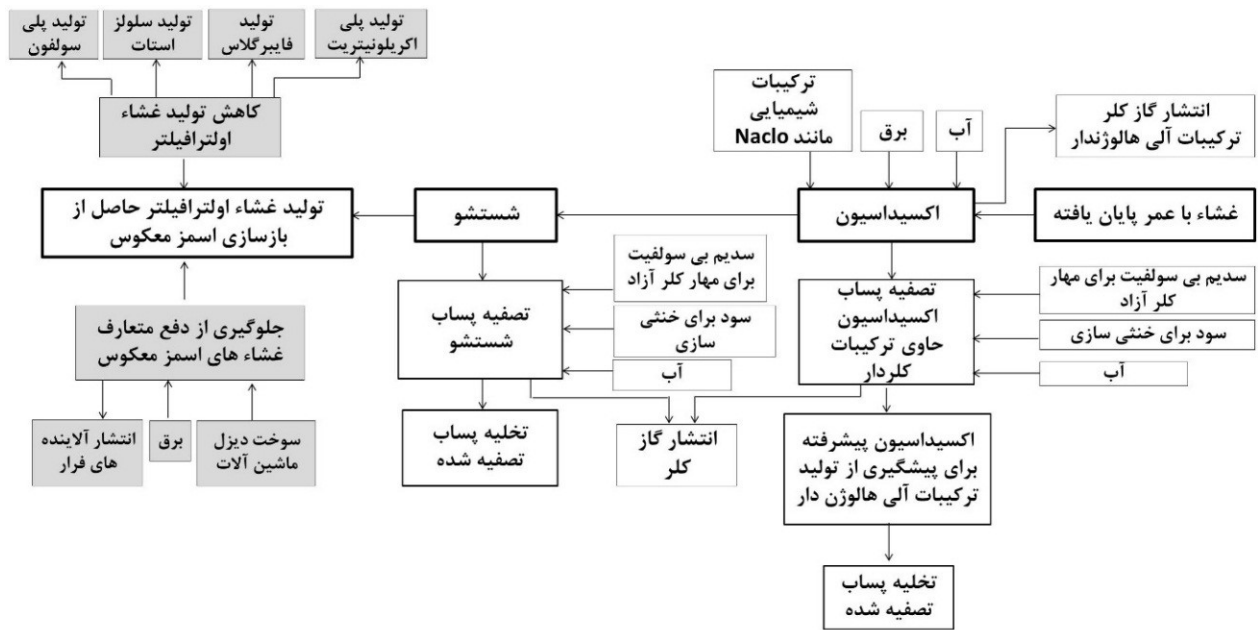 تولید پلی
اکریلونیتریت
تولید
فایبرگلاس
تولید سلولز
استات
تولید پلی
سولفون
کاهش تولید غشاء
اولترافیلتر
ترکیبات
شیمیایی
مانند Naclo
برق
آب
انتشار گاز کلر
ترکیبات آلی هالوژندار
غشاء با عمر پایان یافته
اکسیداسیون
شستشو
تولید غشاء اولترافیلتر حاصل از
بازسازی اسمز معکوس
سدیم بی سولفیت برای مهار
کلر آزاد
سود برای خنثی سازی
آب
تصفیه پساب
اکسیداسیون
حاوی ترکیبات
کلردار
سدیم بی سولفیت
برای مهار کلر آزاد
سود برای خنثی
سازی
آب
تصفیه پساب
شستشو
جلوگیری از دفع متعارف
غشاء های اسمز معکوس
سوخت دیزل
ماشین آلات
برق
انتشار آلاینده
های فرار
اکسیداسیون پیشرفته
برای پیشگیری از تولید
ترکیبات آلی هالوژن دار
انتشار گاز
کلر
تخلیه پساب
تصفیه شده
تخلیه پساب
تصفیه شده